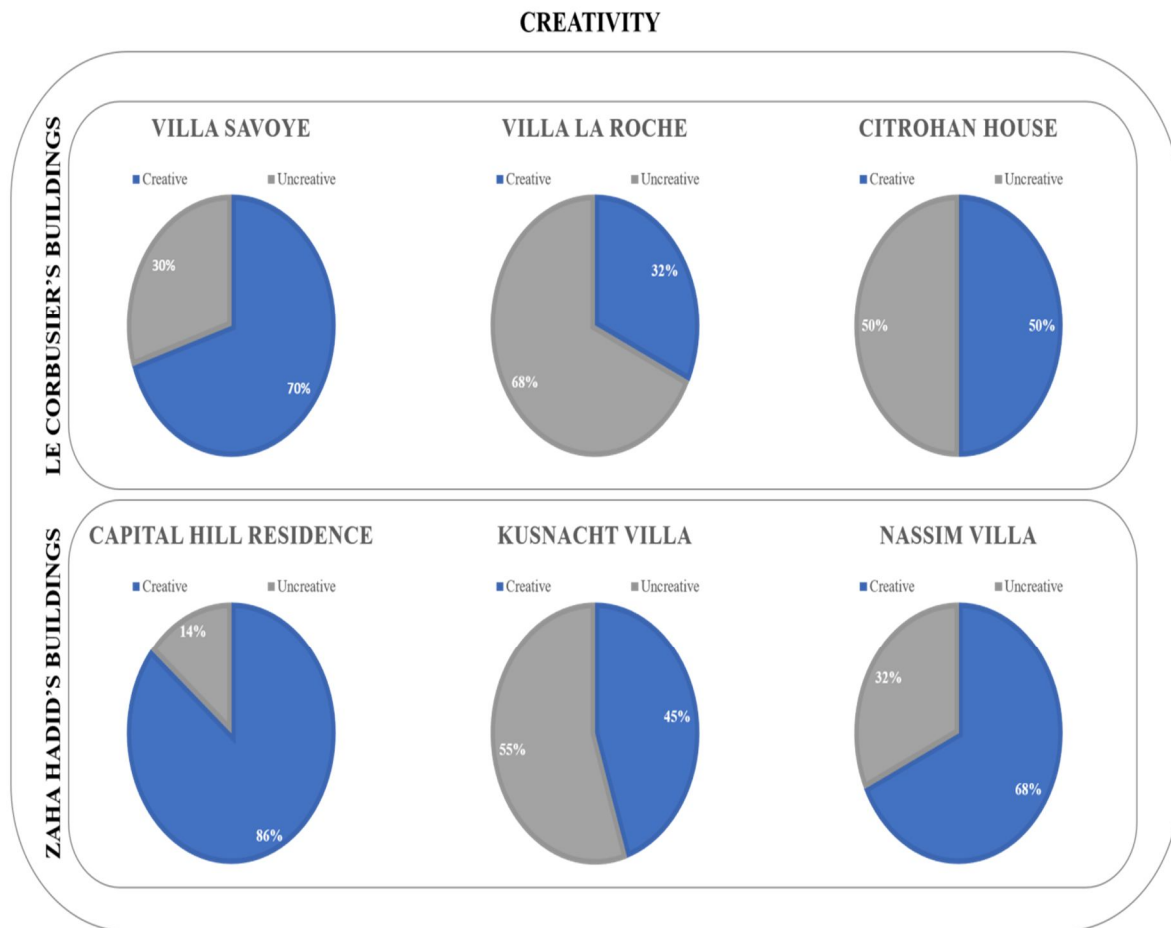 CREATIVITY
LE CORBUSIER'S BUILDINGS
VILLA SAVOYE
Creative Uncreative
30%
70%
VILLA LA ROCHE
Creative Uncreative
32%
68%
CITROHAN HOUSE
Creative Uncreative
50%
50%
ZAHA HADID'S BUILDINGS
CAPITAL HILL RESIDENCE
Creative Uncreative
14%
86%
KUSNACHT VILLA
Creative Uncreative
45%
55%
NASSIM VILLA
Creative Uncreative
32%
68%